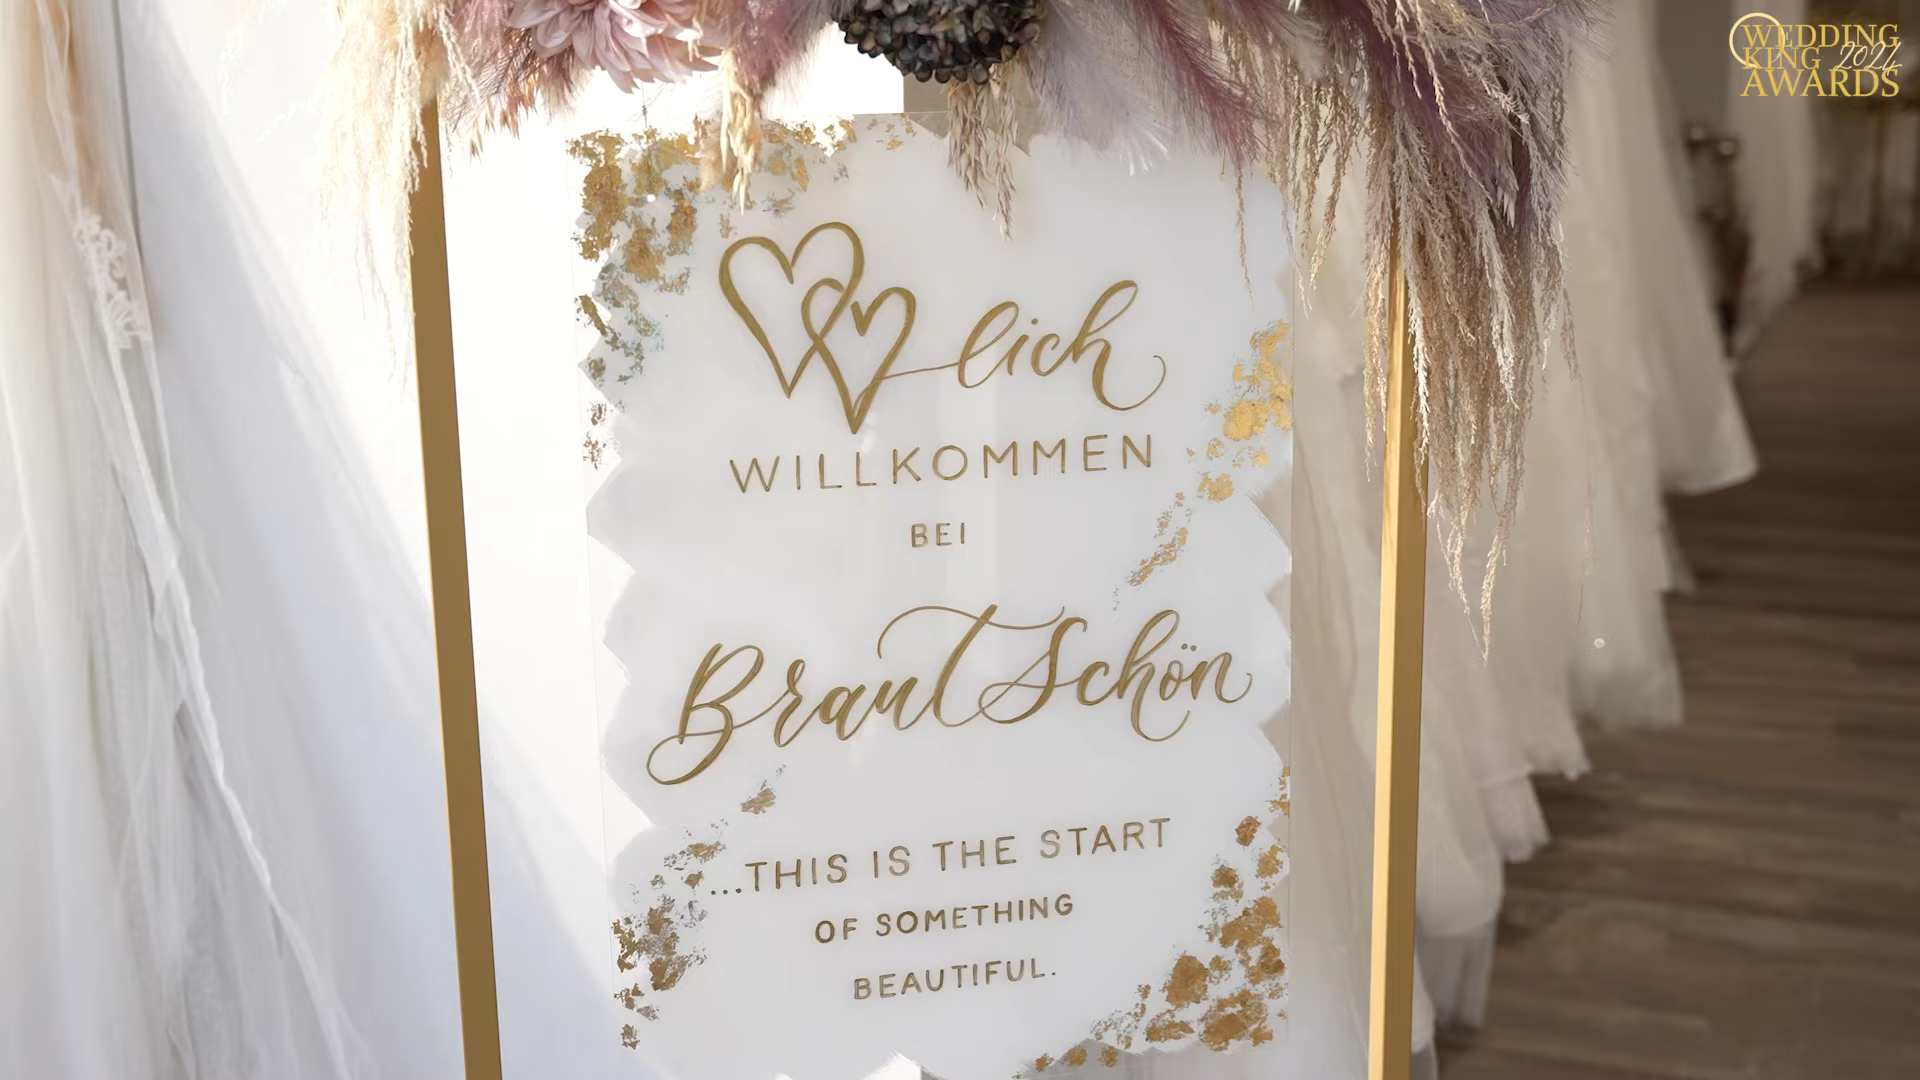 WEDDING
KING 2024
AWARDS
lich
WILLKOMMEN
BEI
BrautSchön
...THIS IS THE START
OF SOMETHING
BEAUTIFUL.